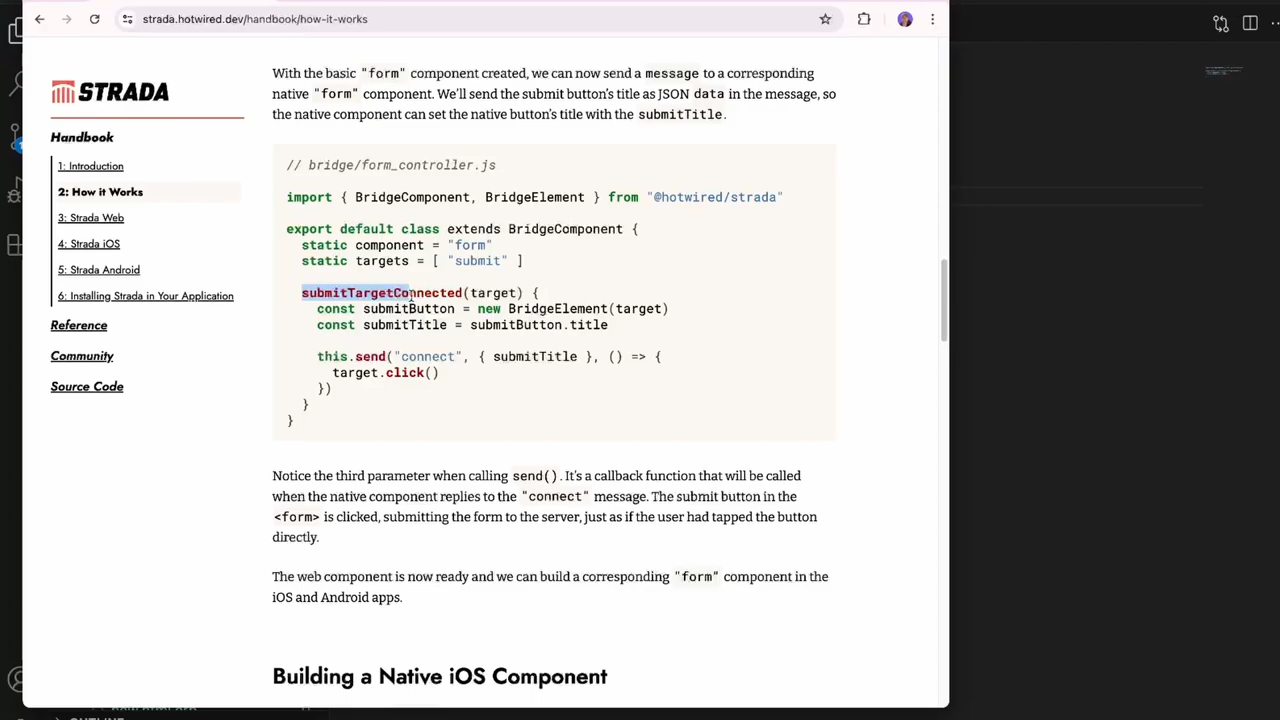 strada.hotwired.dev/handbook/how-it-works
STRADA
Handbook
1: Introduction
2: How it Works
3: Strada Web
4: Strada iOS
5: Strada Android
6: Installing Strada in Your Application
Reference
Community
Source Code
With the basic "form" component created, we can now send a message to a corresponding
native "form" component. We'll send the submit button's title as JSON data in the message, so
the native component can set the native button's title with the submitTitle.
// bridge/form_controller.js
import { BridgeComponent, BridgeElement } from "@hotwired/strada"
export default class extends BridgeComponent {
static component = "form"
static targets = [ "submit" ]
submitTargetConnected(target) {
const submitButton = new BridgeElement(target)
const submitTitle = submitButton.title
this.send("connect", { submitTitle }, () => {
target.click()
})
}
}
Notice the third parameter when calling send(). It's a callback function that will be called
when the native component replies to the "connect" message. The submit button in the
<form> is clicked, submitting the form to the server, just as if the user had tapped the button
directly.
The web component is now ready and we can build a corresponding "form" component in the
iOS and Android apps.
Building a Native iOS Component